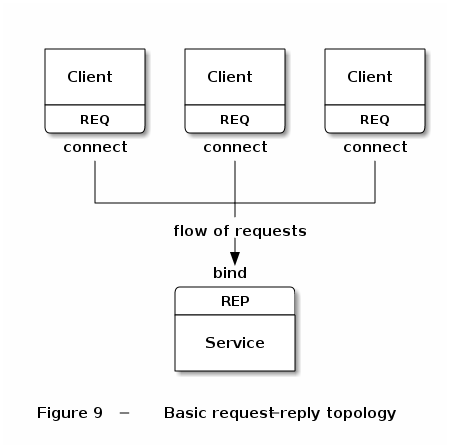 Client Client Client
REQ REQ REQ
connect connect connect
flow of requests
bind
REP
Service
Figure 9 – Basic request–reply topology